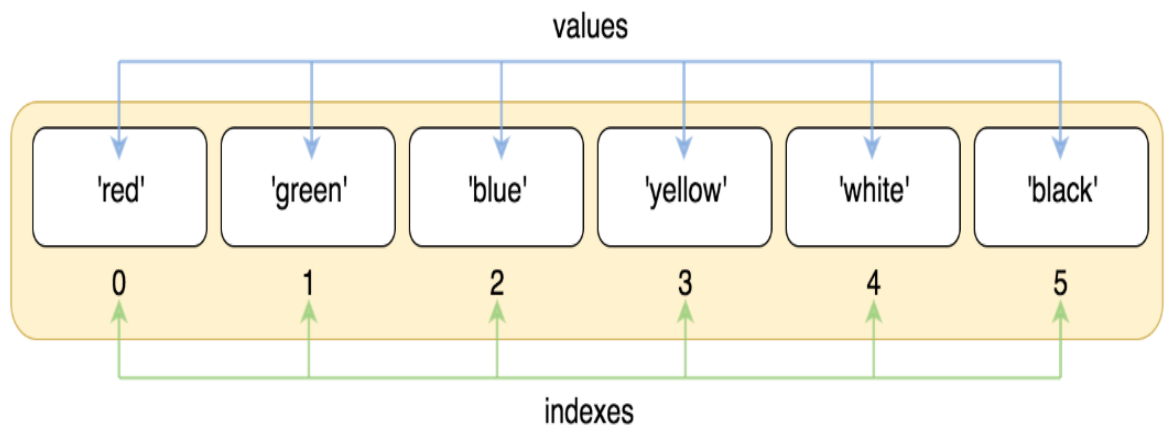 values
'red' 'green' 'blue' 'yellow' 'white' 'black'
0 1 2 3 4 5
indexes